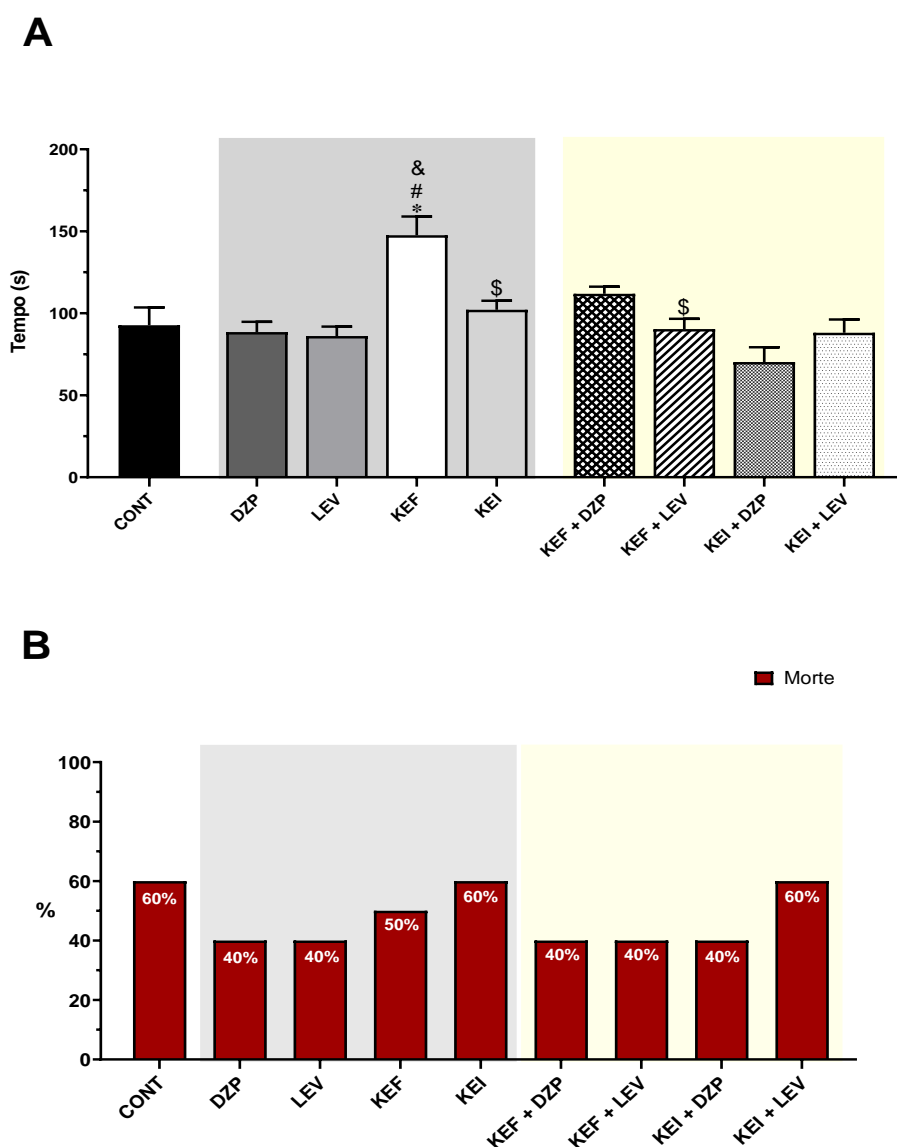 A
Tempo (s)
200
150
100
50
0
&
#
*
$
$
CONT
DZP
LEV
KEF
KEI
KEF + DZP
KEF + LEV
KEI + DZP
KEI + LEV
B
Morte
%
100
80
60
40
20
0
60%
40%
40%
50%
60%
40%
40%
40%
60%
CONT
DZP
LEV
KEF
KEI
KEF + DZP
KEF + LEV
KEI + DZP
KEI + LEV